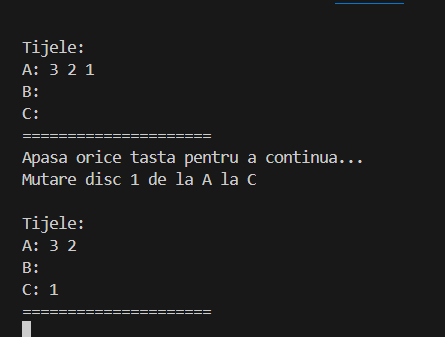 Tijele:
A: 3 2 1
B:
C:
=====================
Apasa orice tasta pentru a continua...
Mutare disc 1 de la A la C
Tijele:
A: 3 2
B:
C: 1
=====================